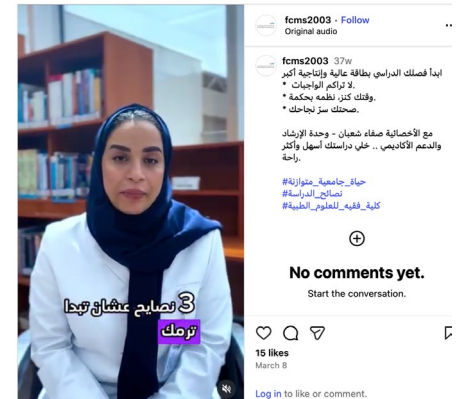 fcms2003 · Follow
Original audio
fcms2003 37w
ابدأ فصلك الدراسي بطاقة عالية وإنتاجية أكبر
* لا تراكم الواجبات.
* وقتك كنز، نظمه بحكمة.
* صحتك سرّ نجاحك.
مع الأخصائية صفاء شعبان - وحدة الإرشاد
والدعم الأكاديمي .. خلي دراستك أسهل وأكثر
راحة.
#حياة_جامعية_متوازنة
#نصائح_الدراسة
#كلية_فقيه_للعلوم_الطبية
3 نصايح عشان تبدا
ترمك
No comments yet.
Start the conversation.
15 likes
March 8
Log in to like or comment.